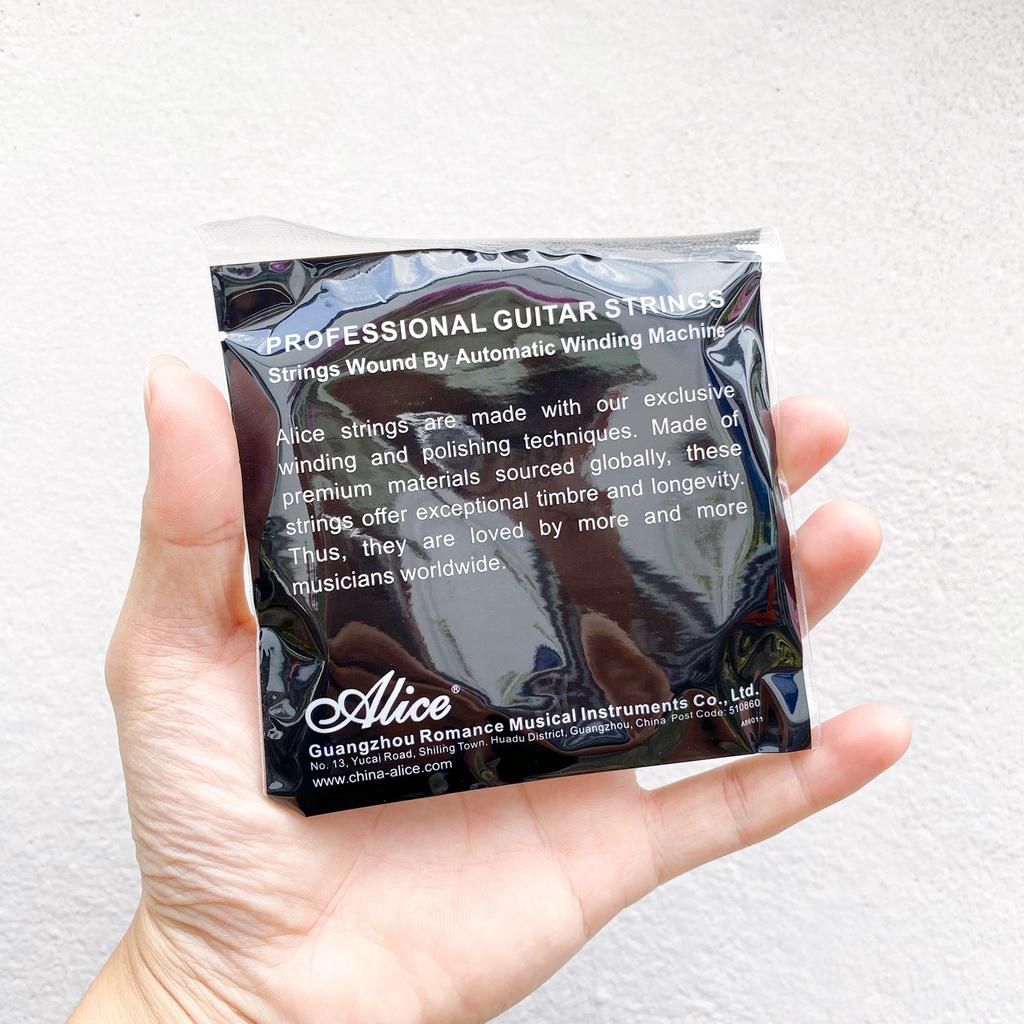 PROFESSIONAL GUITAR STRINGS
Strings Wound By Automatic Winding Machine
Alice strings are made with our exclusive
winding and polishing techniques. Made of
premium materials sourced globally, these
strings offer exceptional timbre and longevity.
Thus, they are loved by more and more
musicians worldwide.
Alice®
Guangzhou Romance Musical Instruments Co., Ltd.
No. 13, Yucai Road, Shiling Town, Huadu District, Guangzhou, China Post Code: 510860
www.china-alice.com
A86011